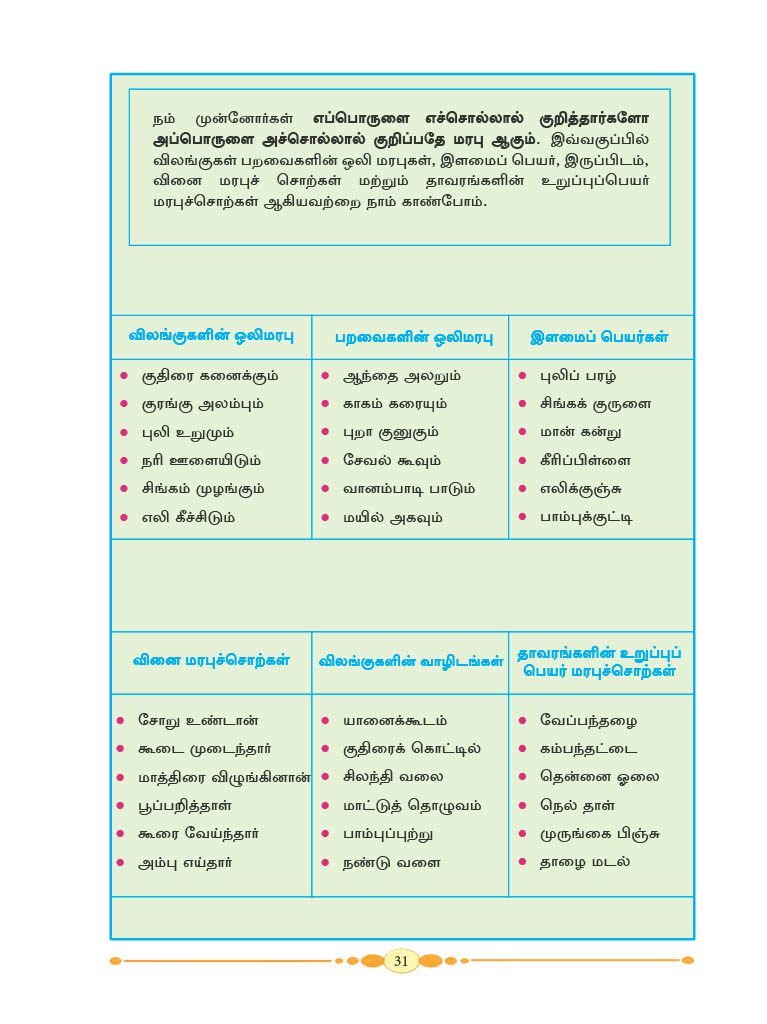 நம் முன்னோர்கள் எப்பொருளை எச்சொல்லால் குறித்தார்களோ
அப்பொருளை அச்சொல்லால் குறிப்பதே மரபு ஆகும். இவ்வகுப்பில்
விலங்குகள் பறவைகளின் ஒலி மரபுகள், இளமைப் பெயர், இருப்பிடம்,
வினை மரபுச் சொற்கள் மற்றும் தாவரங்களின் உறுப்புப்பெயர்
மரபுச்சொற்கள் ஆகியவற்றை நாம் காண்போம்.
விலங்குகளின் ஒலிமரபு
குதிரை கனைக்கும்
குரங்கு அலம்பும்
புலி உறுமும்
நரி ஊளையிடும்
சிங்கம் முழங்கும்
எலி கீச்சிடும்
பறவைகளின் ஒலிமரபு
ஆந்தை அலறும்
காகம் கரையும்
புறா குனுகும்
சேவல் கூவும்
வானம்பாடி பாடும்
மயில் அகவும்
இளமைப் பெயர்கள்
புலிப் பரழ்
சிங்கக் குருளை
மான் கன்று
கீரிப்பிள்ளை
எலிக்குஞ்சு
பாம்புக்குட்டி
வினை மரபுச்சொற்கள்
சோறு உண்டான்
கூடை முடைந்தார்
மாத்திரை விழுங்கினான்
பூப்பறித்தாள்
கூரை வேய்ந்தார்
அம்பு எய்தார்
விலங்குகளின் வாழிடங்கள்
யானைக்கூடம்
குதிரைக் கொட்டில்
சிலந்தி வலை
மாட்டுத் தொழுவம்
பாம்புப்புற்று
நண்டு வளை
தாவரங்களின் உறுப்புப்
பெயர் மரபுச்சொற்கள்
வேப்பந்தழை
கம்பந்தட்டை
தென்னை ஓலை
நெல் தாள்
முருங்கை பிஞ்சு
தாழை மடல்
31